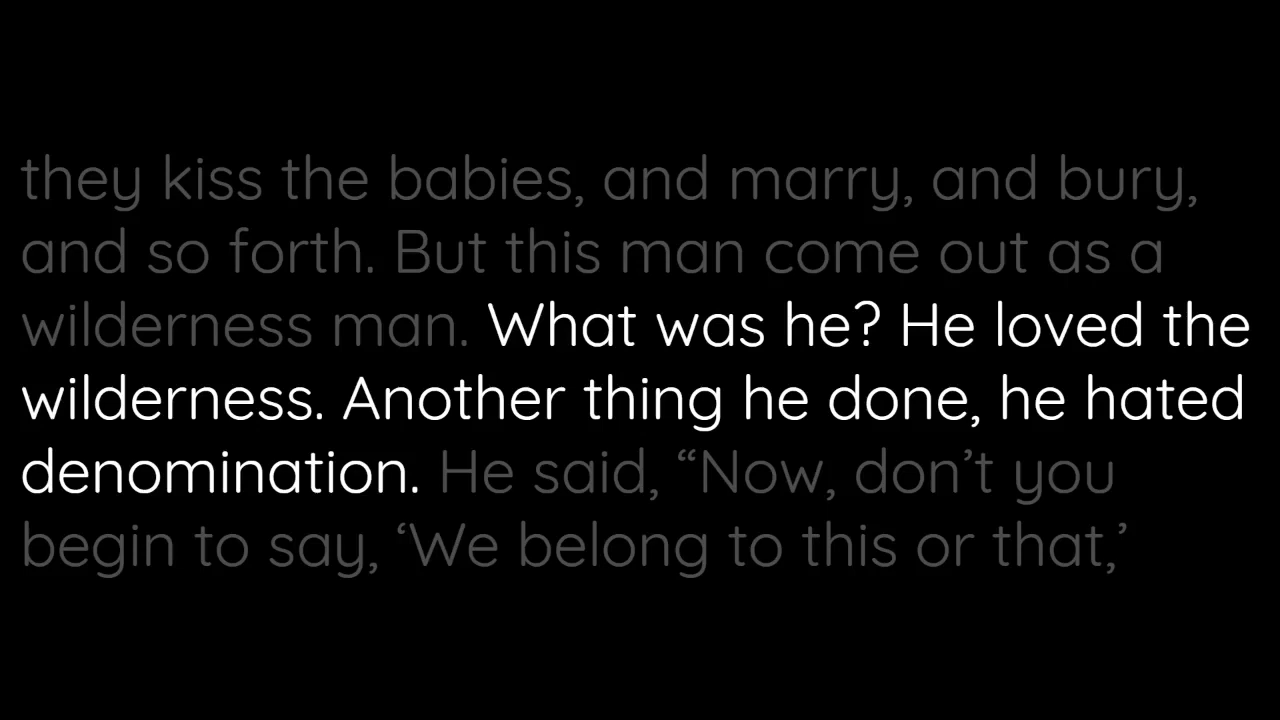 they kiss the babies, and marry, and bury,
and so forth. But this man come out as a
wilderness man. What was he? He loved the
wilderness. Another thing he done, he hated
denomination. He said, “Now, don’t you
begin to say, ‘We belong to this or that,’